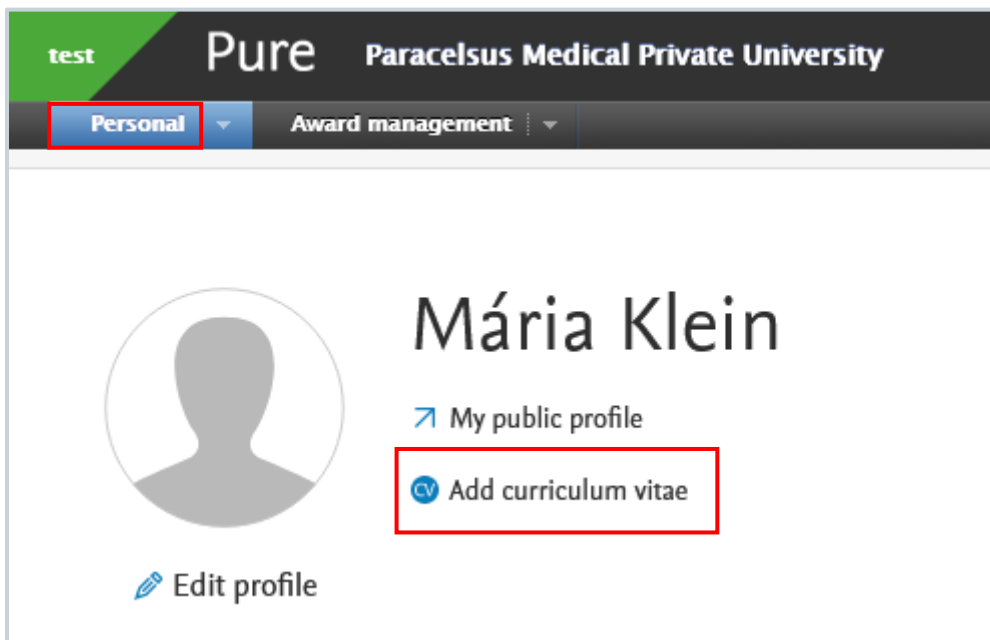 test Pure Paracelsus Medical Private University
Personal Award management
Mária Klein
My public profile
CV Add curriculum vitae
Edit profile